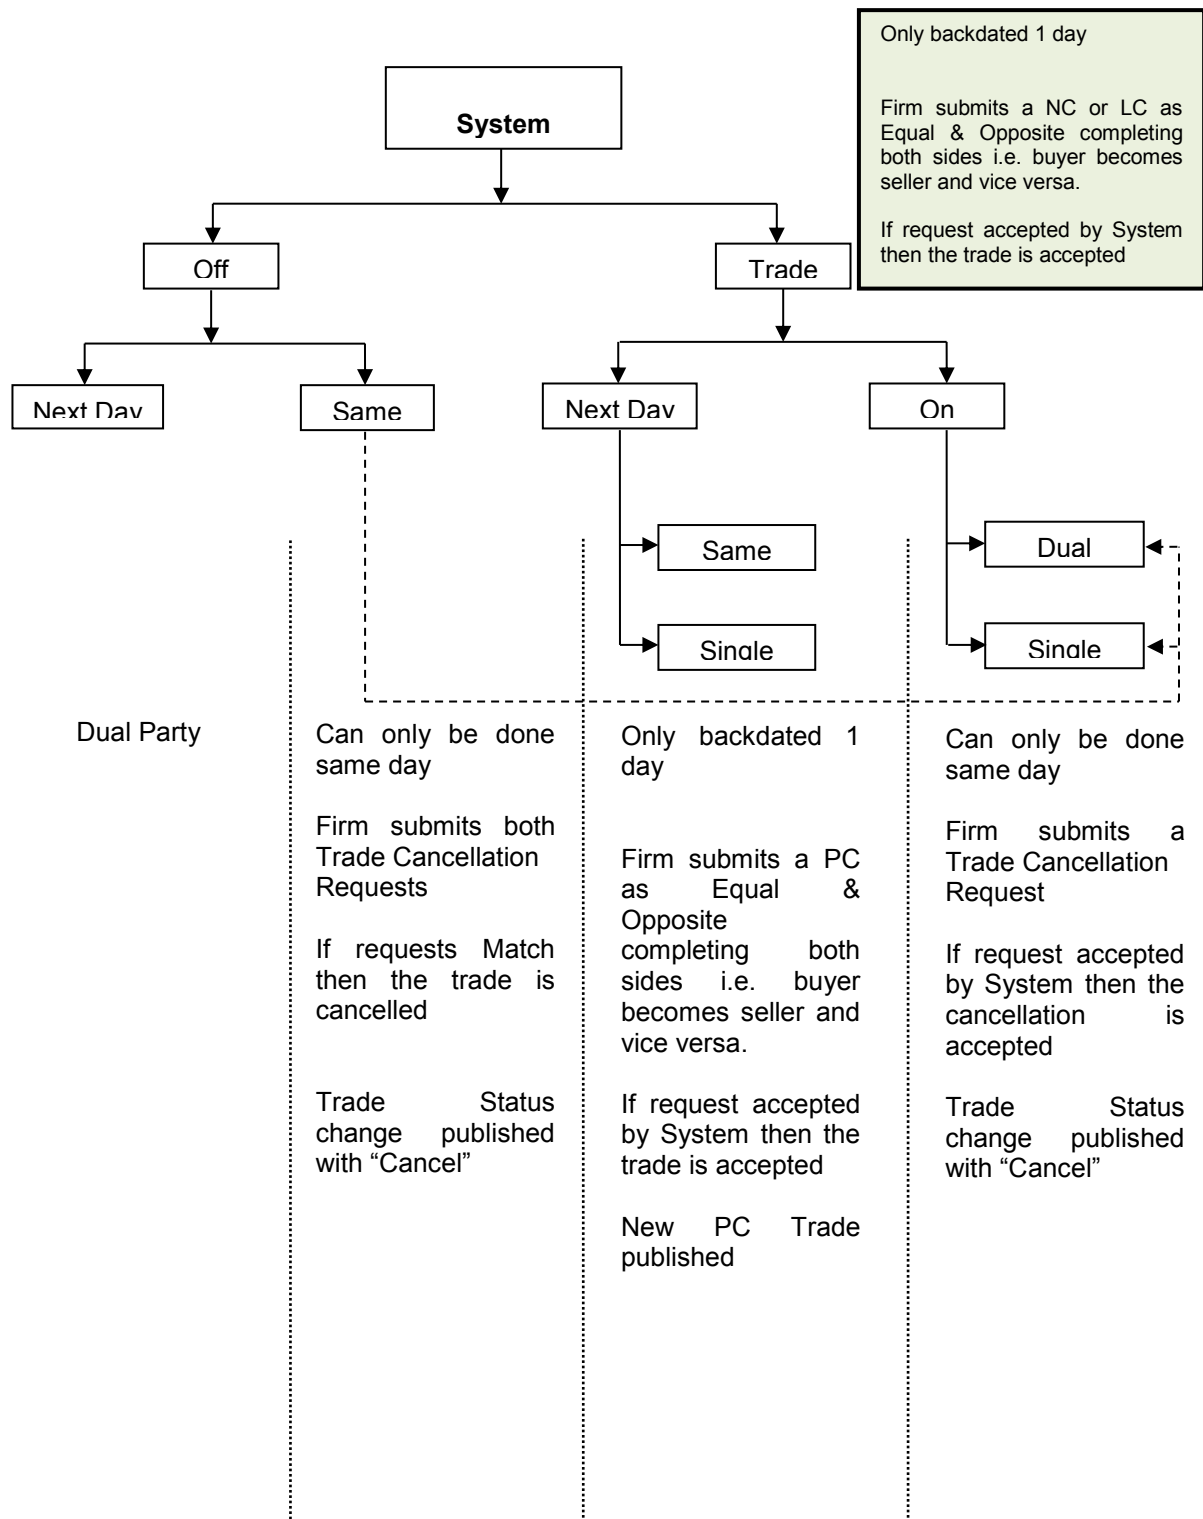 Only backdated 1 day
Firm submits a NC or LC as
Equal & Opposite completing
both sides i.e. buyer becomes
seller and vice versa.
If request accepted by System
then the trade is accepted
System
Off
Trade
Next Day
Same
Next Day
On
Same
Dual
Single
Single
Dual Party
Can only be done
same day
Firm submits both
Trade Cancellation
Requests
If requests Match
then the trade is
cancelled
Trade Status
change published
with “Cancel”
Only backdated 1
day
Firm submits a PC
as Equal &
Opposite
completing both
sides i.e. buyer
becomes seller and
vice versa.
If request accepted
by System then the
trade is accepted
New PC Trade
published
Can only be done
same day
Firm submits a
Trade Cancellation
Request
If request accepted
by System then the
cancellation is
accepted
Trade Status
change published
with “Cancel”